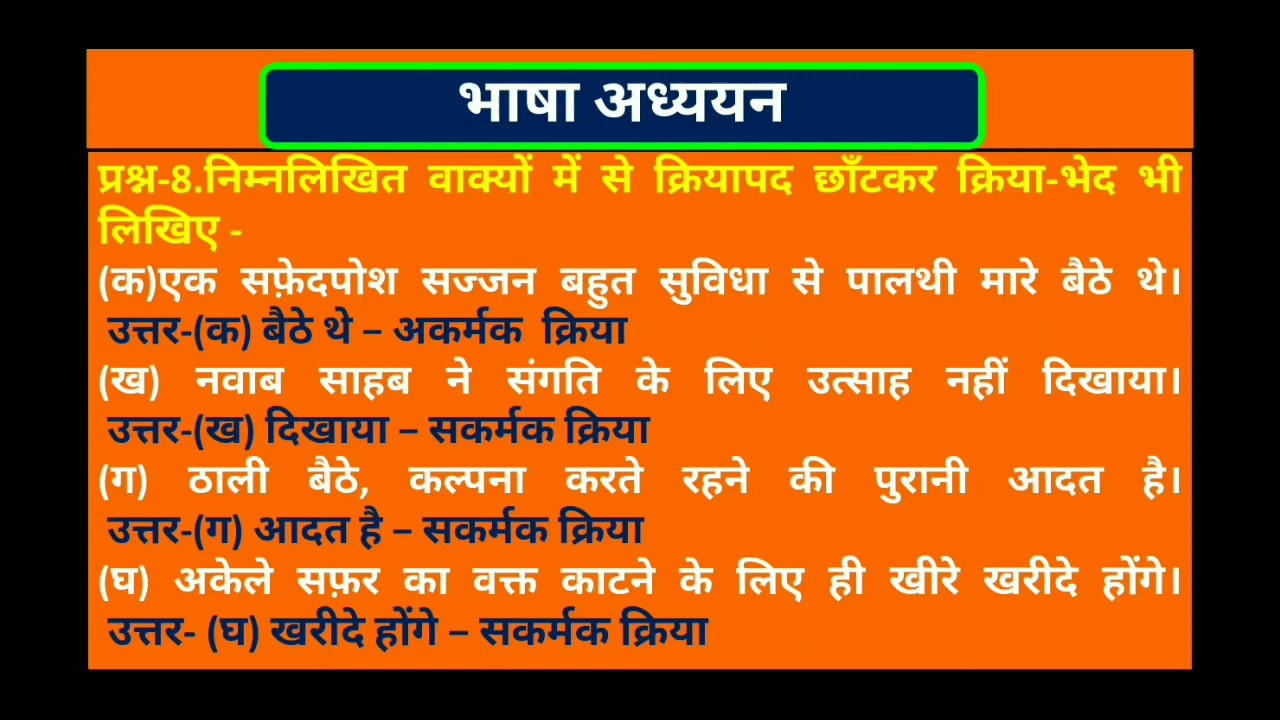 भाषा अध्ययन
प्रश्न-8.निम्नलिखित वाक्यों में से क्रियापद छाँटकर क्रिया-भेद भी
लिखिए -
(क)एक सफ़ेदपोश सज्जन बहुत सुविधा से पालथी मारे बैठे थे।
उत्तर-(क) बैठे थे – अकर्मक क्रिया
(ख) नवाब साहब ने संगति के लिए उत्साह नहीं दिखाया।
उत्तर-(ख) दिखाया – सकर्मक क्रिया
(ग) ठाली बैठे, कल्पना करते रहने की पुरानी आदत है।
उत्तर-(ग) आदत है – सकर्मक क्रिया
(घ) अकेले सफ़र का वक्त काटने के लिए ही खीरे खरीदे होंगे।
उत्तर- (घ) खरीदे होंगे – सकर्मक क्रिया